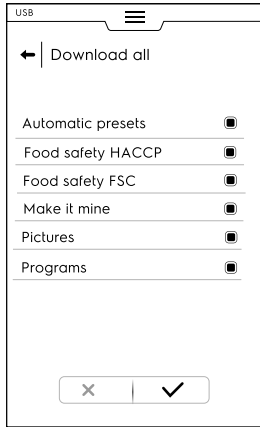 USB
Download all
Automatic presets
Food safety HACCP
Food safety FSC
Make it mine
Pictures
Programs